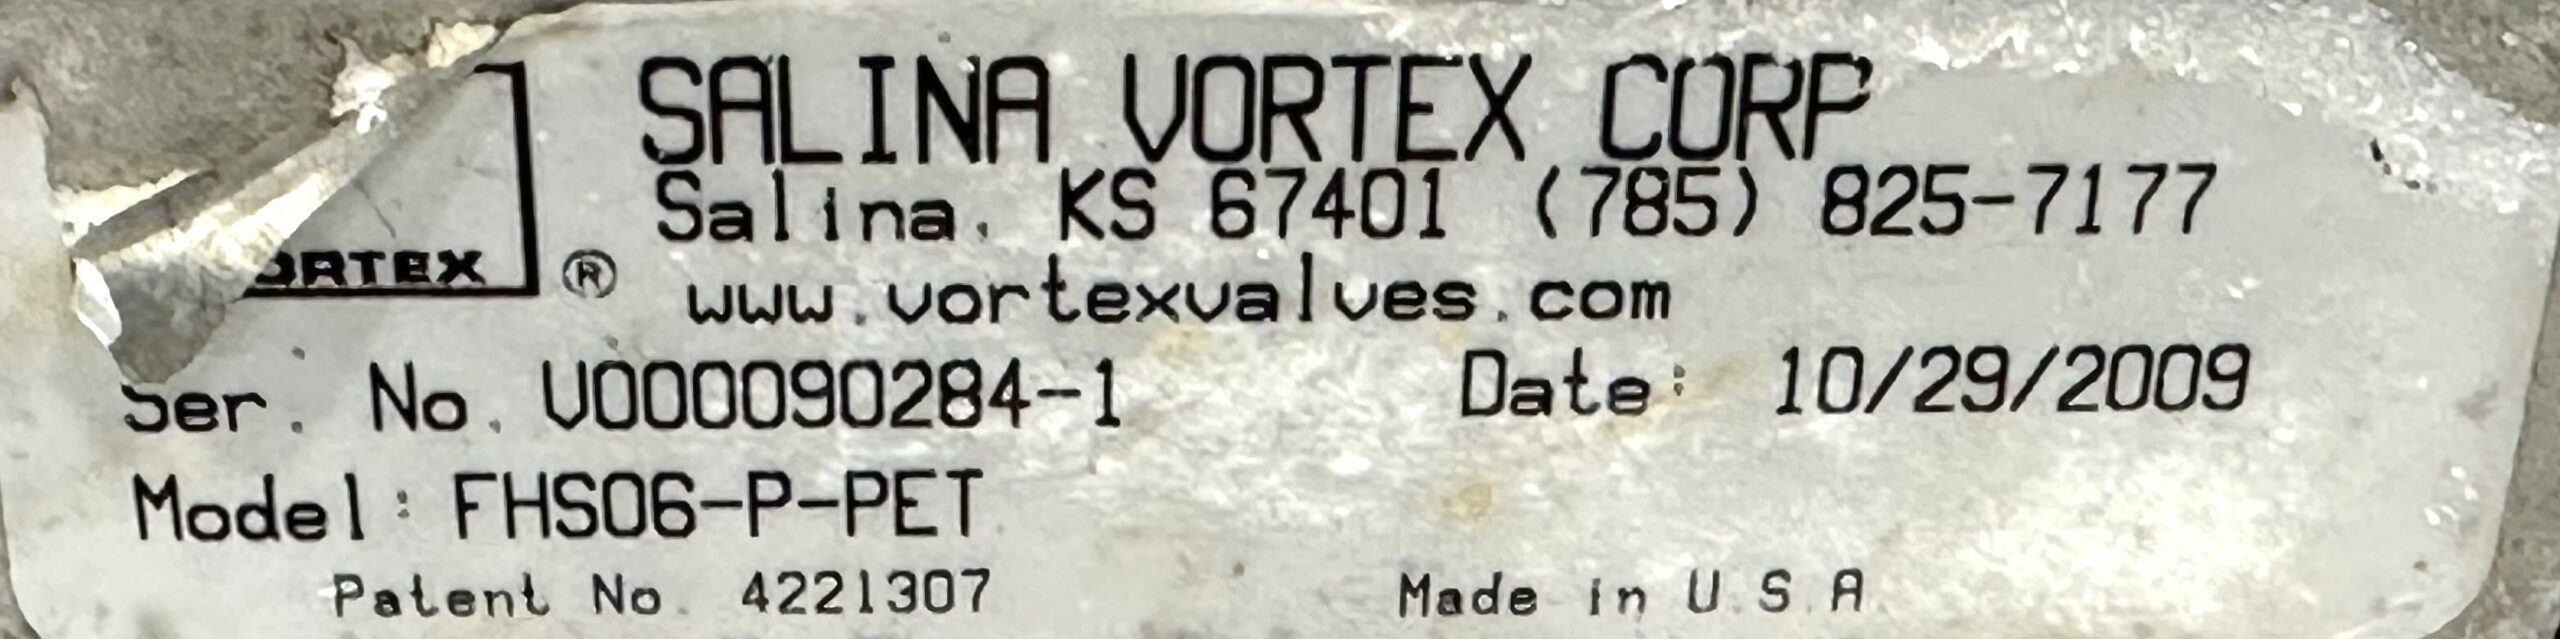 SALINA VORTEX CORP
Salina, KS 67401 (785) 825-7177
ORTEX ® www.vortexvalves.com
Ser. No. V000090284-1 Date: 10/29/2009
Model: FHS06-P-PET
Patent No. 4221307 Made in U.S.A.